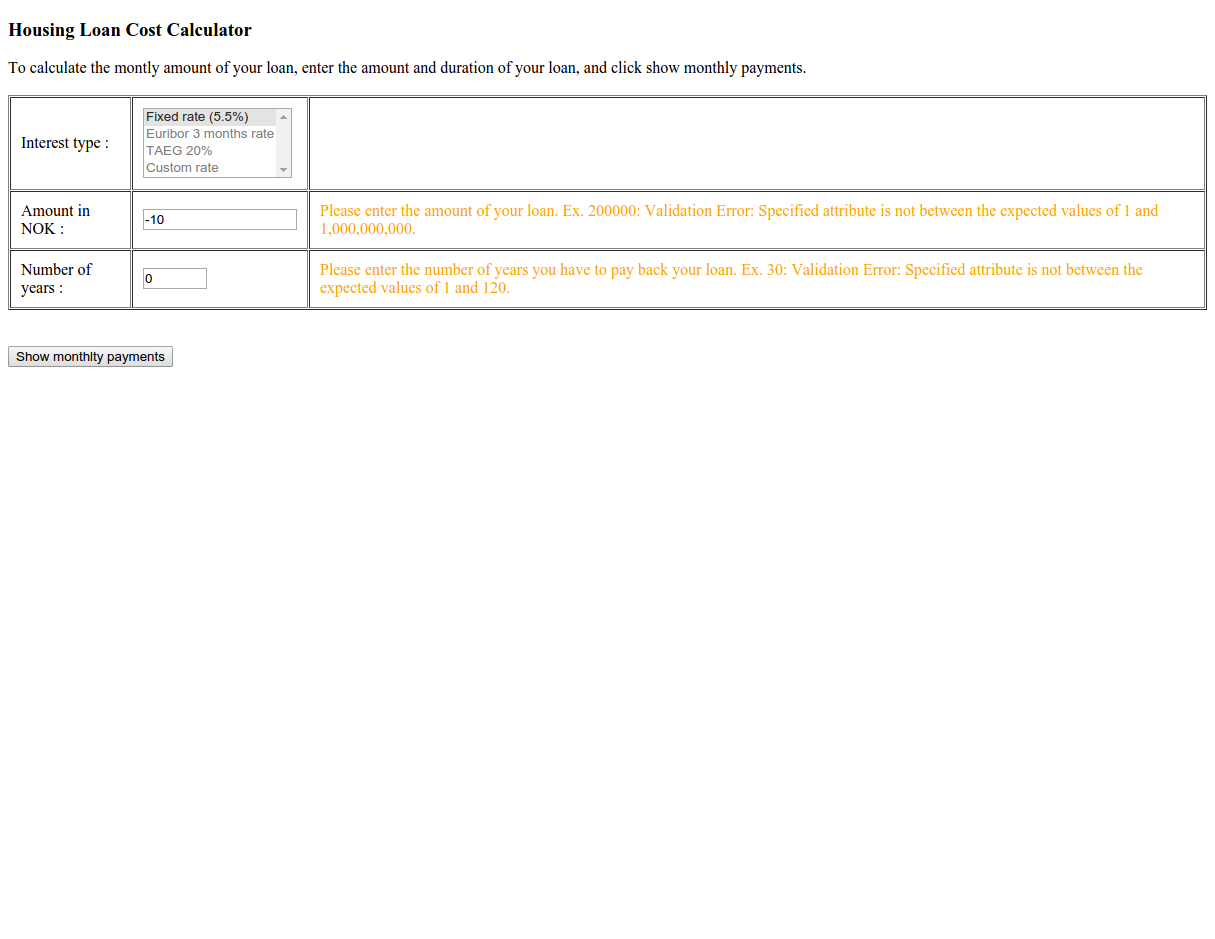 Housing Loan Cost Calculator
To calculate the montly amount of your loan, enter the amount and duration of your loan, and click show monthly payments.
Interest type :
Fixed rate (5.5%)
Euribor 3 months rate
TAEG 20%
Custom rate
Amount in
NOK :
-10
Please enter the amount of your loan. Ex. 200000: Validation Error: Specified attribute is not between the expected values of 1 and
1,000,000,000.
Number of
years :
0
Please enter the number of years you have to pay back your loan. Ex. 30: Validation Error: Specified attribute is not between the
expected values of 1 and 120.
Show monthlty payments